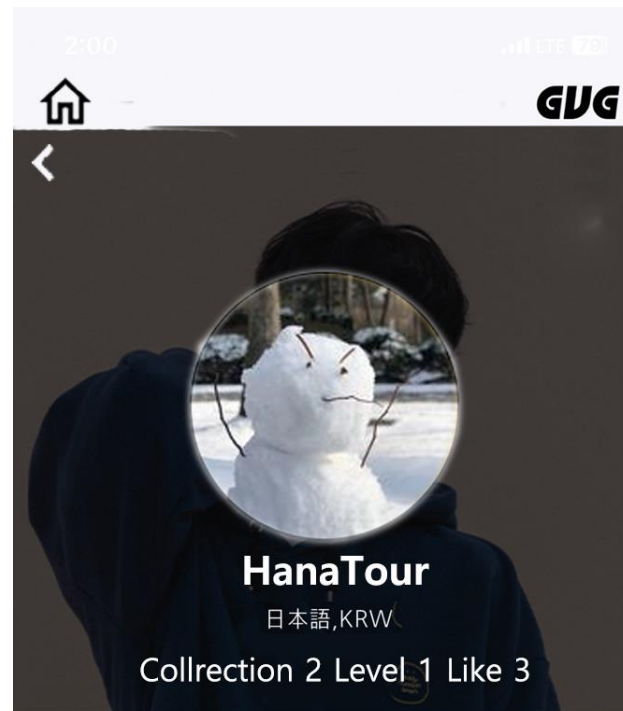 2:00 LTE 79
GVG
HanaTour
日本語,KRW
Collrection 2 Level 1 Like 3